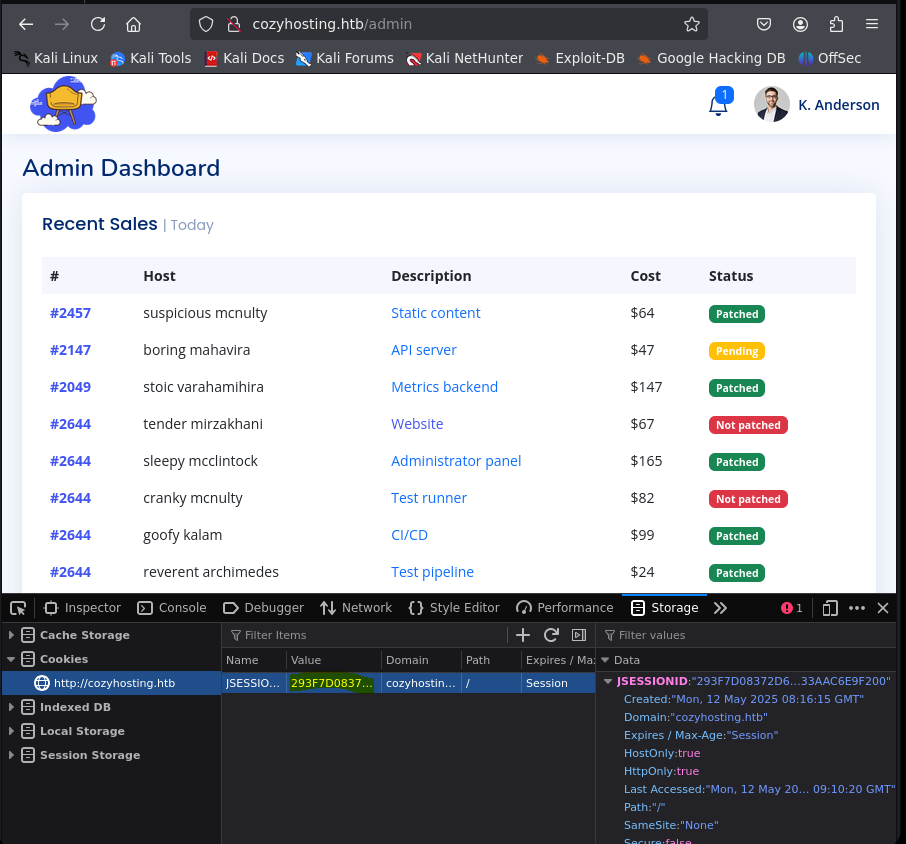 cozyhosting.htb/admin
Kali Linux Kali Tools Kali Docs Kali Forums Kali NetHunter Exploit-DB Google Hacking DB OffSec
1
K. Anderson
Admin Dashboard
Recent Sales | Today
# Host Description Cost Status
#2457 suspicious mcnulty Static content $64 Patched
#2147 boring mahavira API server $47 Pending
#2049 stoic varahamihira Metrics backend $147 Patched
#2644 tender mirzakhani Website $67 Not patched
#2644 sleepy mcclintock Administrator panel $165 Patched
#2644 cranky mcnulty Test runner $82 Not patched
#2644 goofy kalam CI/CD $99 Patched
#2644 reverent archimedes Test pipeline $24 Patched
Inspector Console Debugger Network Style Editor Performance Storage 1
Cache Storage
Cookies
http://cozyhosting.htb
Indexed DB
Local Storage
Session Storage
Filter Items
Name Value Domain Path Expires / Ma
JSESSIO... 293F7D0837... cozyhostin... / Session
Filter values
Data
JSESSIONID:"293F7D08372D6...33AAC6E9F200"
Created:"Mon, 12 May 2025 08:16:15 GMT"
Domain:"cozyhosting.htb"
Expires / Max-Age:"Session"
HostOnly:true
HttpOnly:true
Last Accessed:"Mon, 12 May 20... 09:10:20 GMT"
Path:"/"
SameSite:"None"
Secure:false